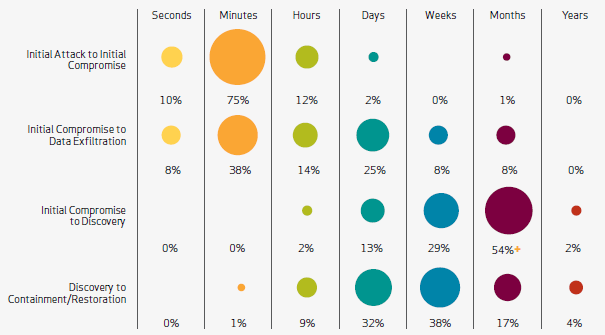 Seconds Minutes Hours Days Weeks Months Years
Initial Attack to Initial
Compromise
10% 75% 12% 2% 0% 1% 0%
Initial Compromise to
Data Exfiltration
8% 38% 14% 25% 8% 8% 0%
Initial Compromise
to Discovery
0% 0% 2% 13% 29% 54%+ 2%
Discovery to
Containment/Restoration
0% 1% 9% 32% 38% 17% 4%